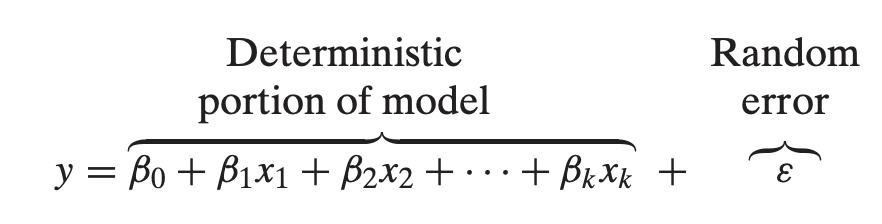 Deterministic Random
portion of model error
y = β₀ + β₁x₁ + β₂x₂ + · · · + βₖxₖ + ε